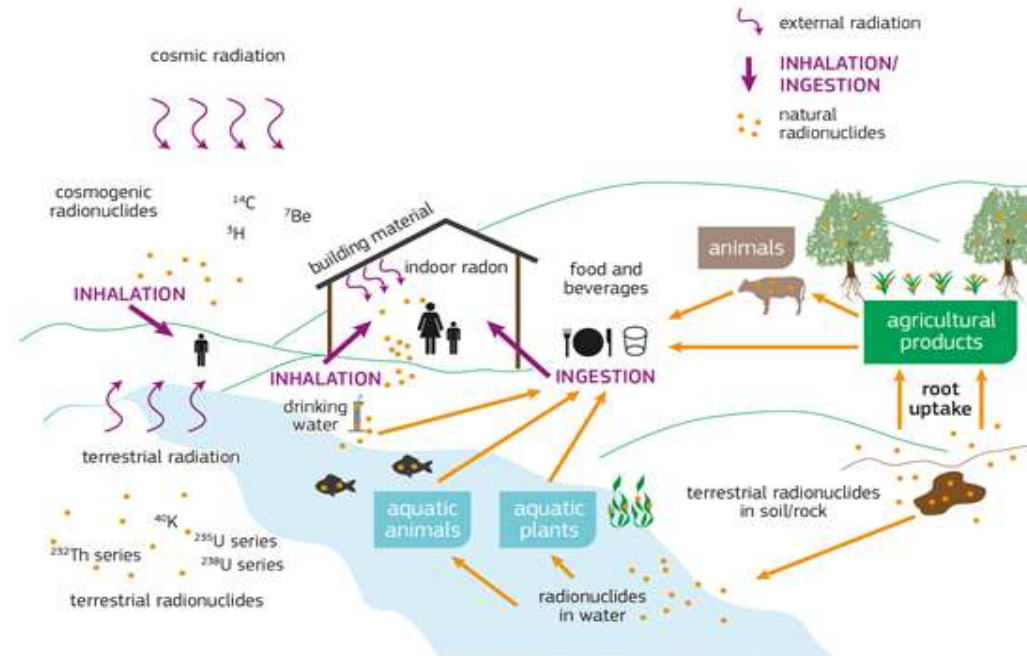 external radiation
INHALATION/
INGESTION
natural
radionuclides
cosmic radiation
cosmogenic
radionuclides
¹⁴C
⁷Be
³H
building material
indoor radon
food and
beverages
animals
agricultural
products
INHALATION
INHALATION
INGESTION
root
uptake
drinking
water
terrestrial radiation
aquatic
animals
aquatic
plants
terrestrial radionuclides
in soil/rock
⁴⁰K
²³⁵U series
²³²Th series
²³⁸U series
terrestrial radionuclides
radionuclides
in water